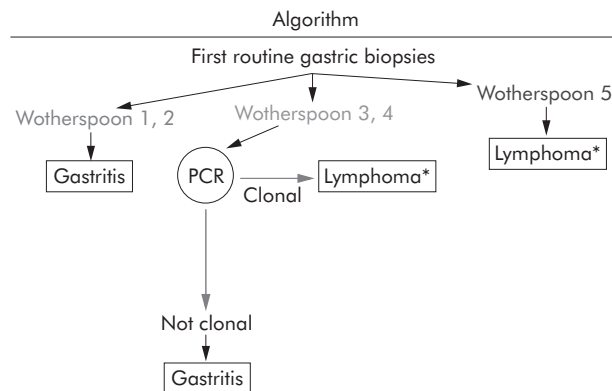 Algorithm
First routine gastric biopsies
Wotherspoon 1, 2
Wotherspoon 3, 4
Wotherspoon 5
Gastritis
PCR
Clonal
Lymphoma*
Lymphoma*
Not clonal
Gastritis